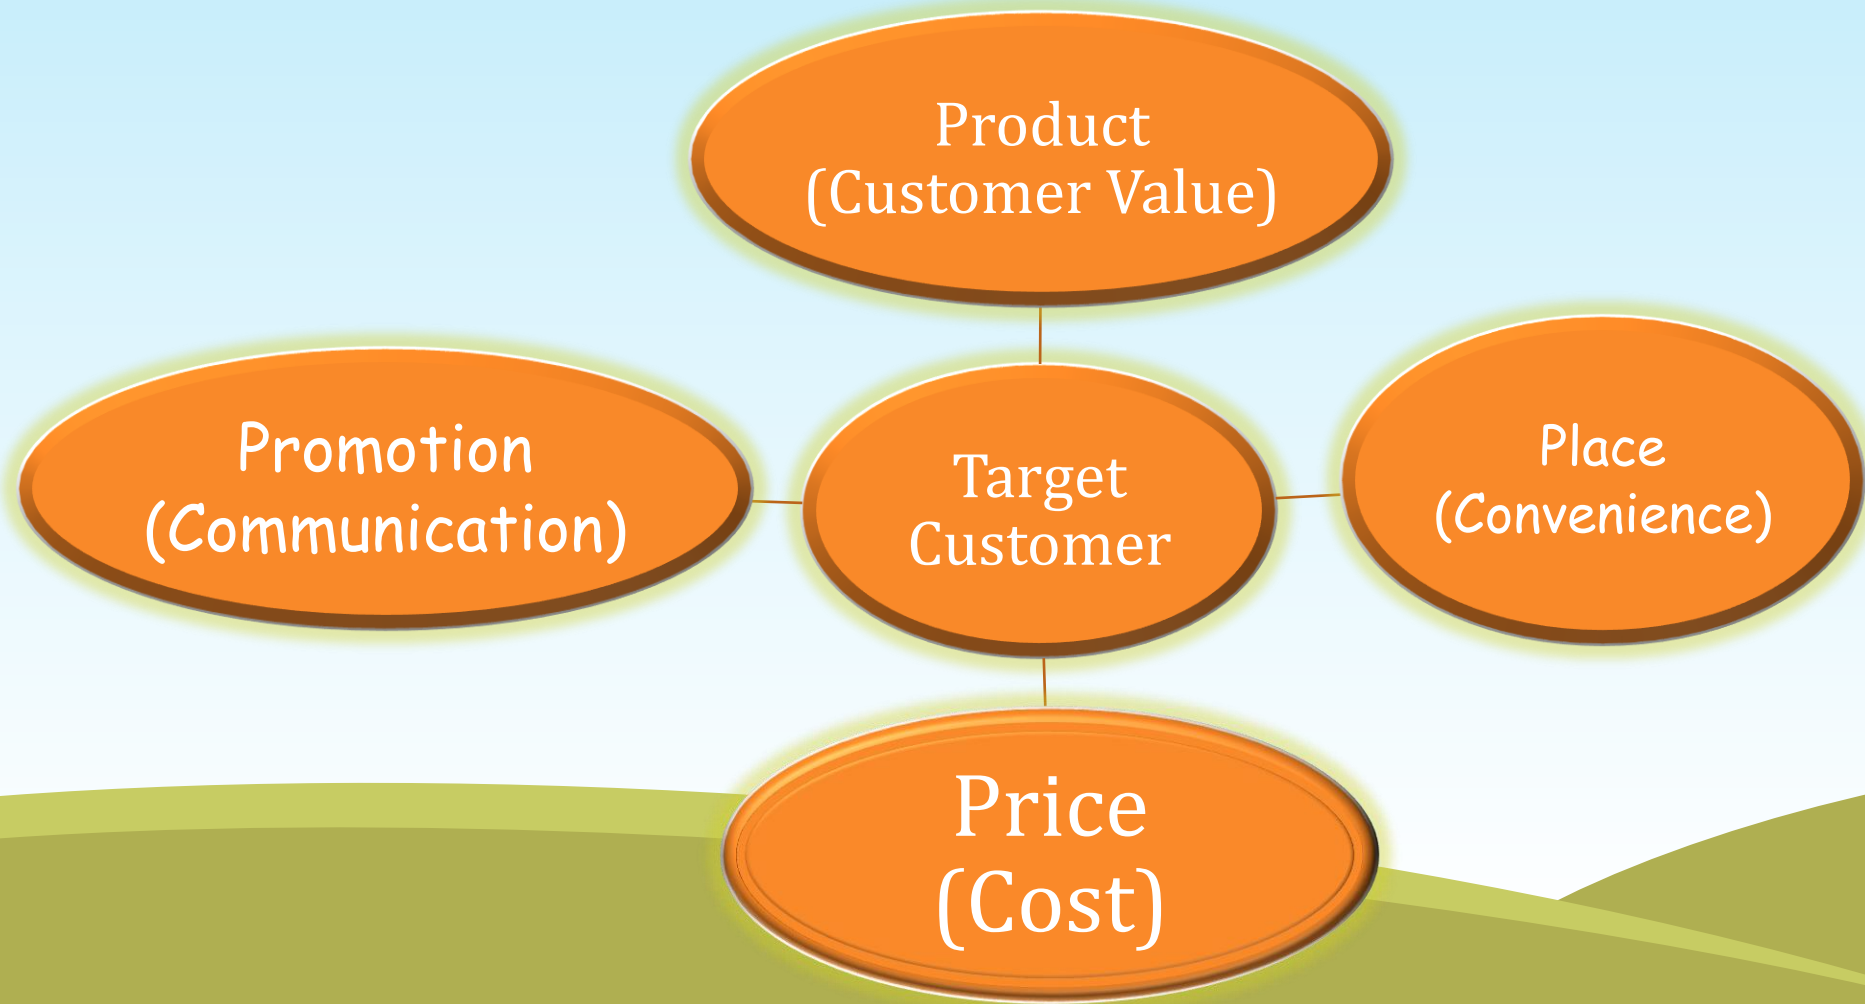 Product
(Customer Value)
Promotion
(Communication)
Target
Customer
Place
(Convenience)
Price
(Cost)